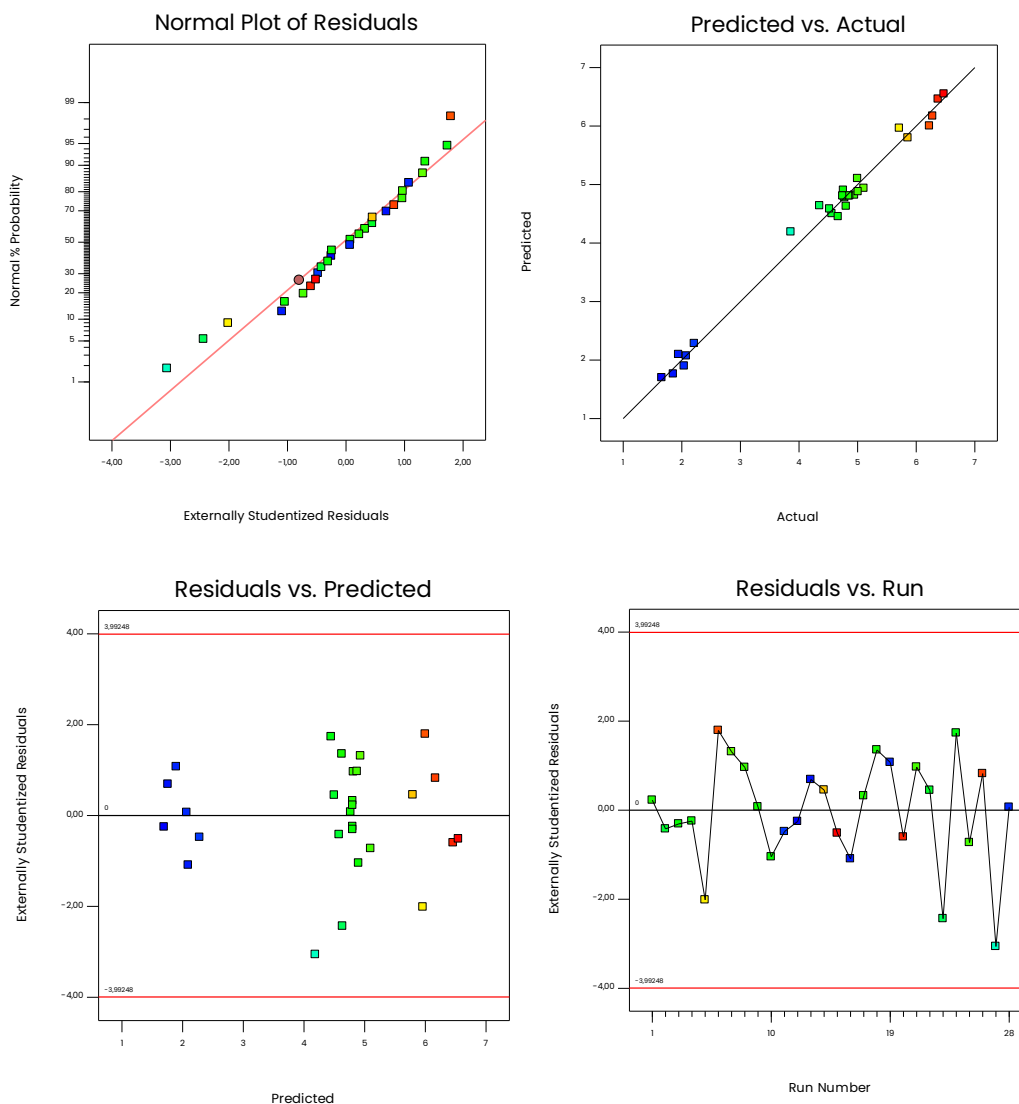 Normal Plot of Residuals
Normal % Probability
99
95
90
80
70
50
30
20
10
5
1
-4,00 -3,00 -2,00 -1,00 0,00 1,00 2,00
Externally Studentized Residuals
Predicted vs. Actual
Predicted
7
6
5
4
3
2
1
1 2 3 4 5 6 7
Actual
Residuals vs. Predicted
Externally Studentized Residuals
4,00
3,99248
2,00
0,00
0
-2,00
-4,00
-3,99248
1 2 3 4 5 6 7
Predicted
Residuals vs. Run
Externally Studentized Residuals
4,00
3,99248
2,00
0,00
0
-2,00
-4,00
-3,99248
1 10 19 28
Run Number